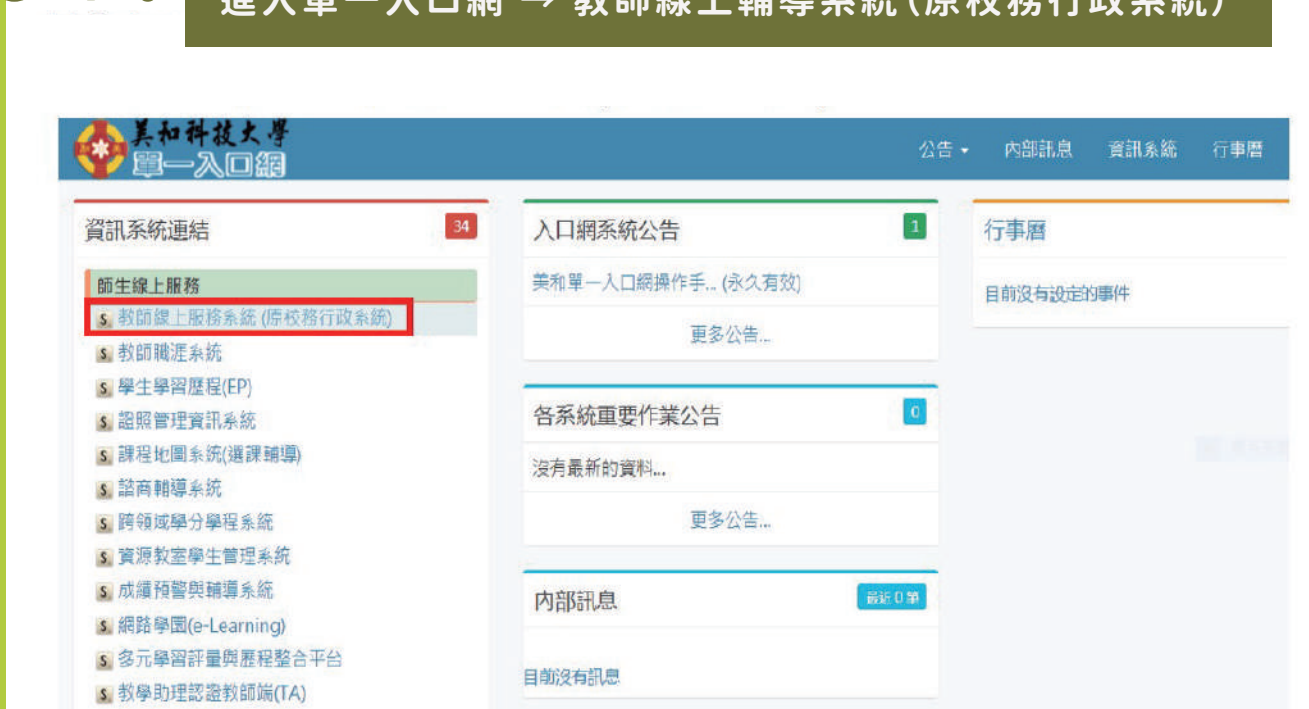 進入單一入口網 → 教師線上輔導系統(原校務行政系統)
美和科技大學
單一入口網
公告
內部訊息
資訊系統
行事曆
資訊系統連結
34
師生線上服務
教師線上服務系統 (原校務行政系統)
教師職涯系統
學生學習歷程(EP)
證照管理資訊系統
課程地圖系統(選課輔導)
諮商輔導系統
跨領域學分學程系統
資源教室學生管理系統
成績預警與輔導系統
網路學園(e-Learning)
多元學習評量與歷程整合平台
教學助理認證教師端(TA)
入口網系統公告
1
美和單一入口網操作手... (永久有效)
更多公告...
各系統重要作業公告
0
沒有最新的資料...
更多公告...
內部訊息
最近 0 筆
目前沒有訊息
行事曆
目前沒有設定的事件